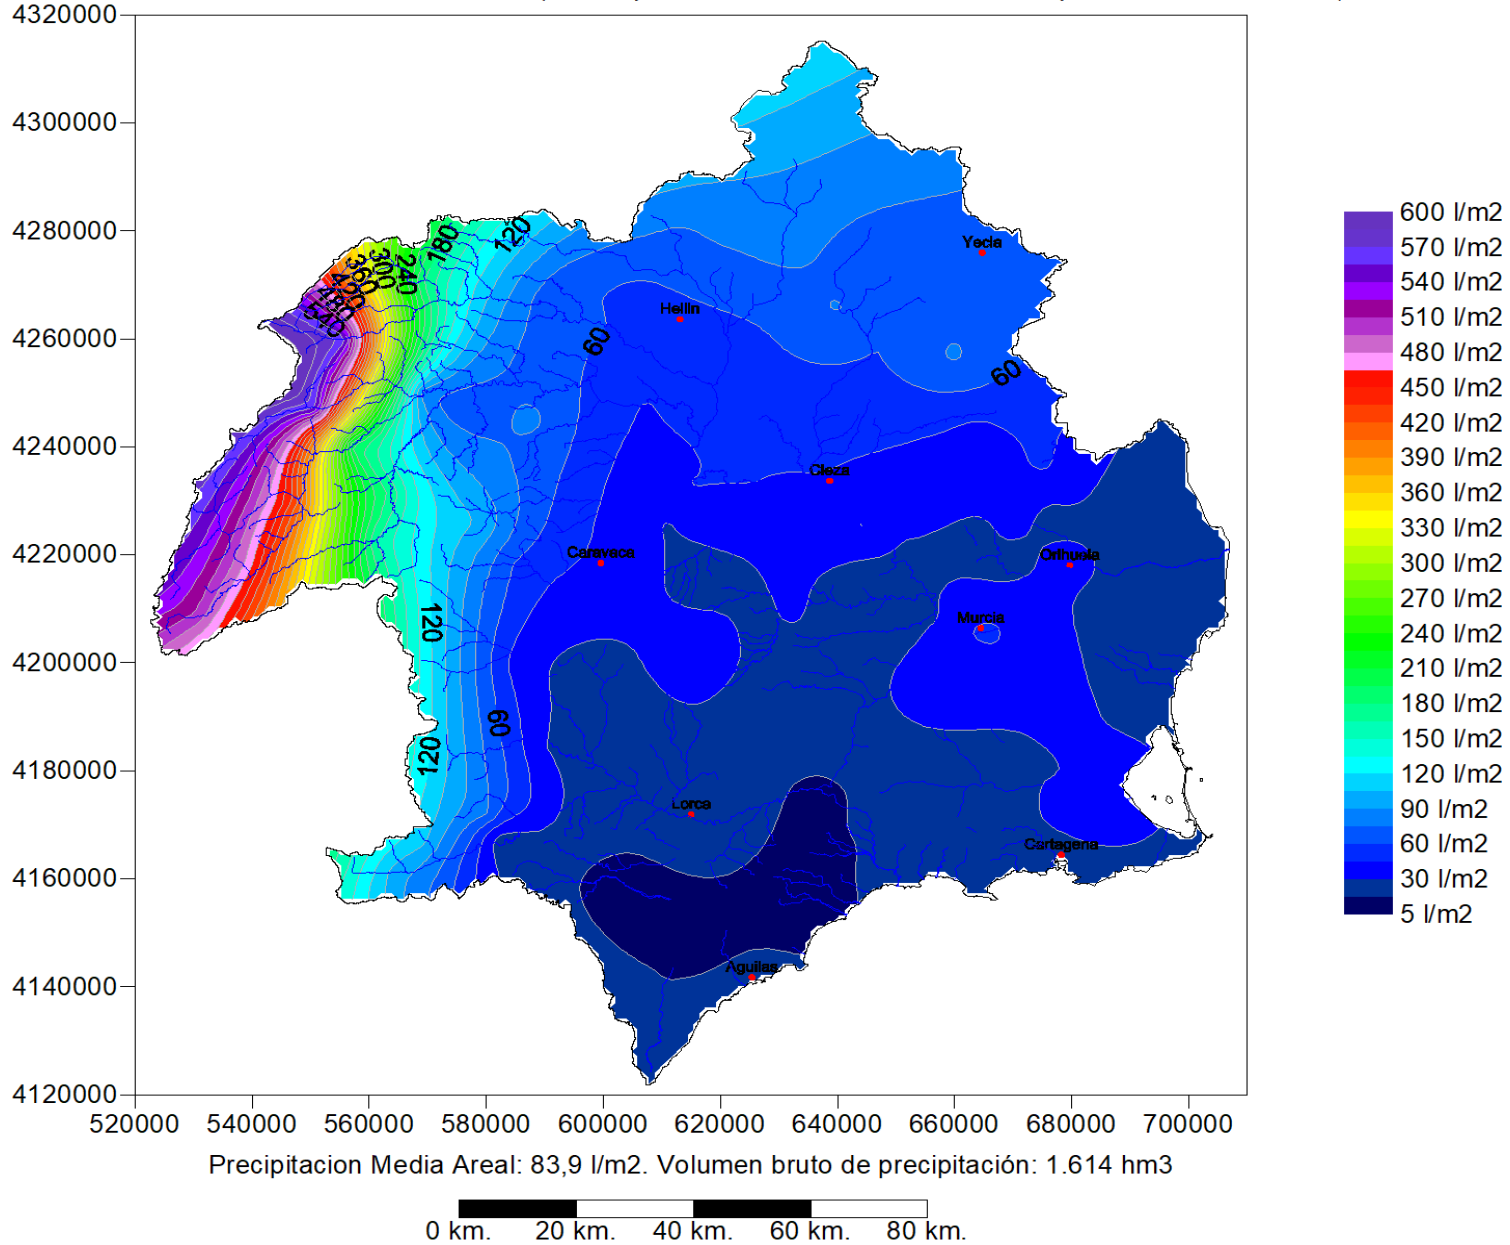 4320000
4300000
4280000
4260000
4240000
4220000
4200000
4180000
4160000
4140000
4120000
520000 540000 560000 580000 600000 620000 640000 660000 680000 700000
120
180
240
300
360
60
60
120
120
60
Yecla
Hellin
Cieza
Caravaca
Orihuela
Murcia
Lorca
Cartagena
Aguilas
600 l/m2
570 l/m2
540 l/m2
510 l/m2
480 l/m2
450 l/m2
420 l/m2
390 l/m2
360 l/m2
330 l/m2
300 l/m2
270 l/m2
240 l/m2
210 l/m2
180 l/m2
150 l/m2
120 l/m2
90 l/m2
60 l/m2
30 l/m2
5 l/m2
Precipitacion Media Areal: 83,9 l/m2. Volumen bruto de precipitación: 1.614 hm3
0 km. 20 km. 40 km. 60 km. 80 km.